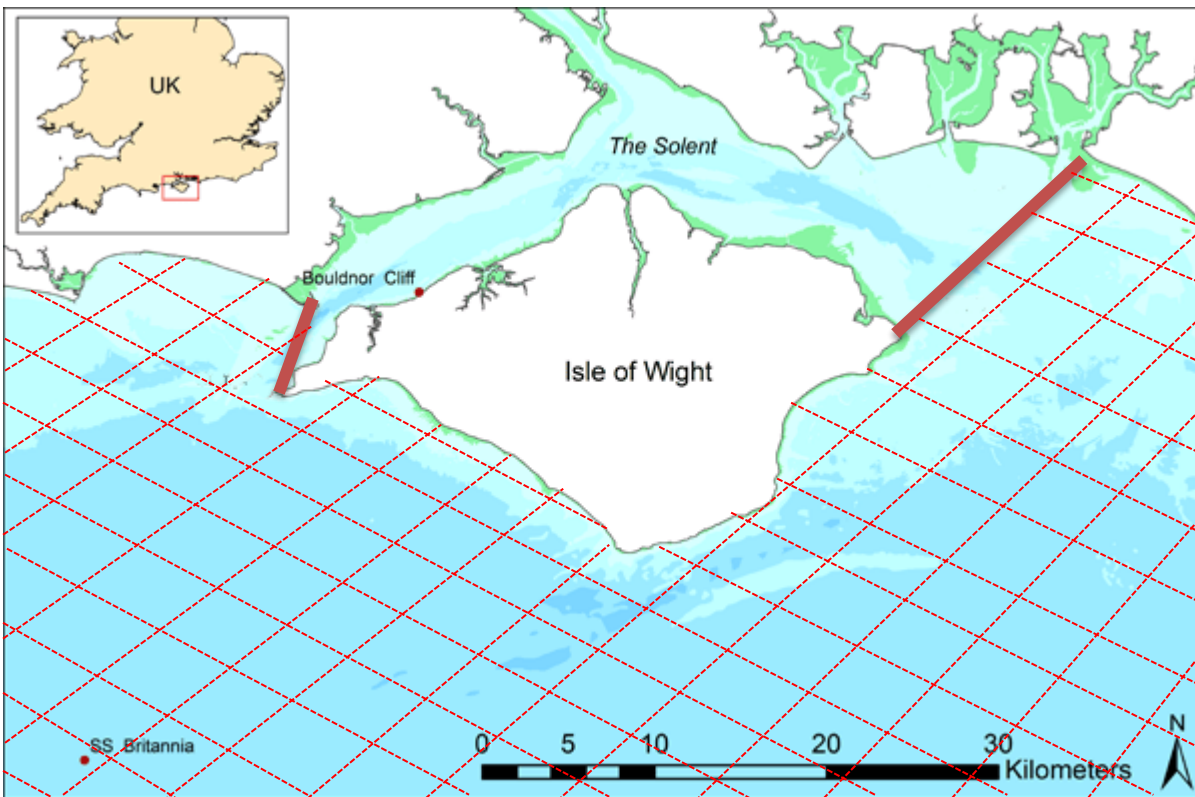 UK
The Solent
Bouldnor Cliff
Isle of Wight
SS Britannia
0 5 10 20 30
Kilometers
N